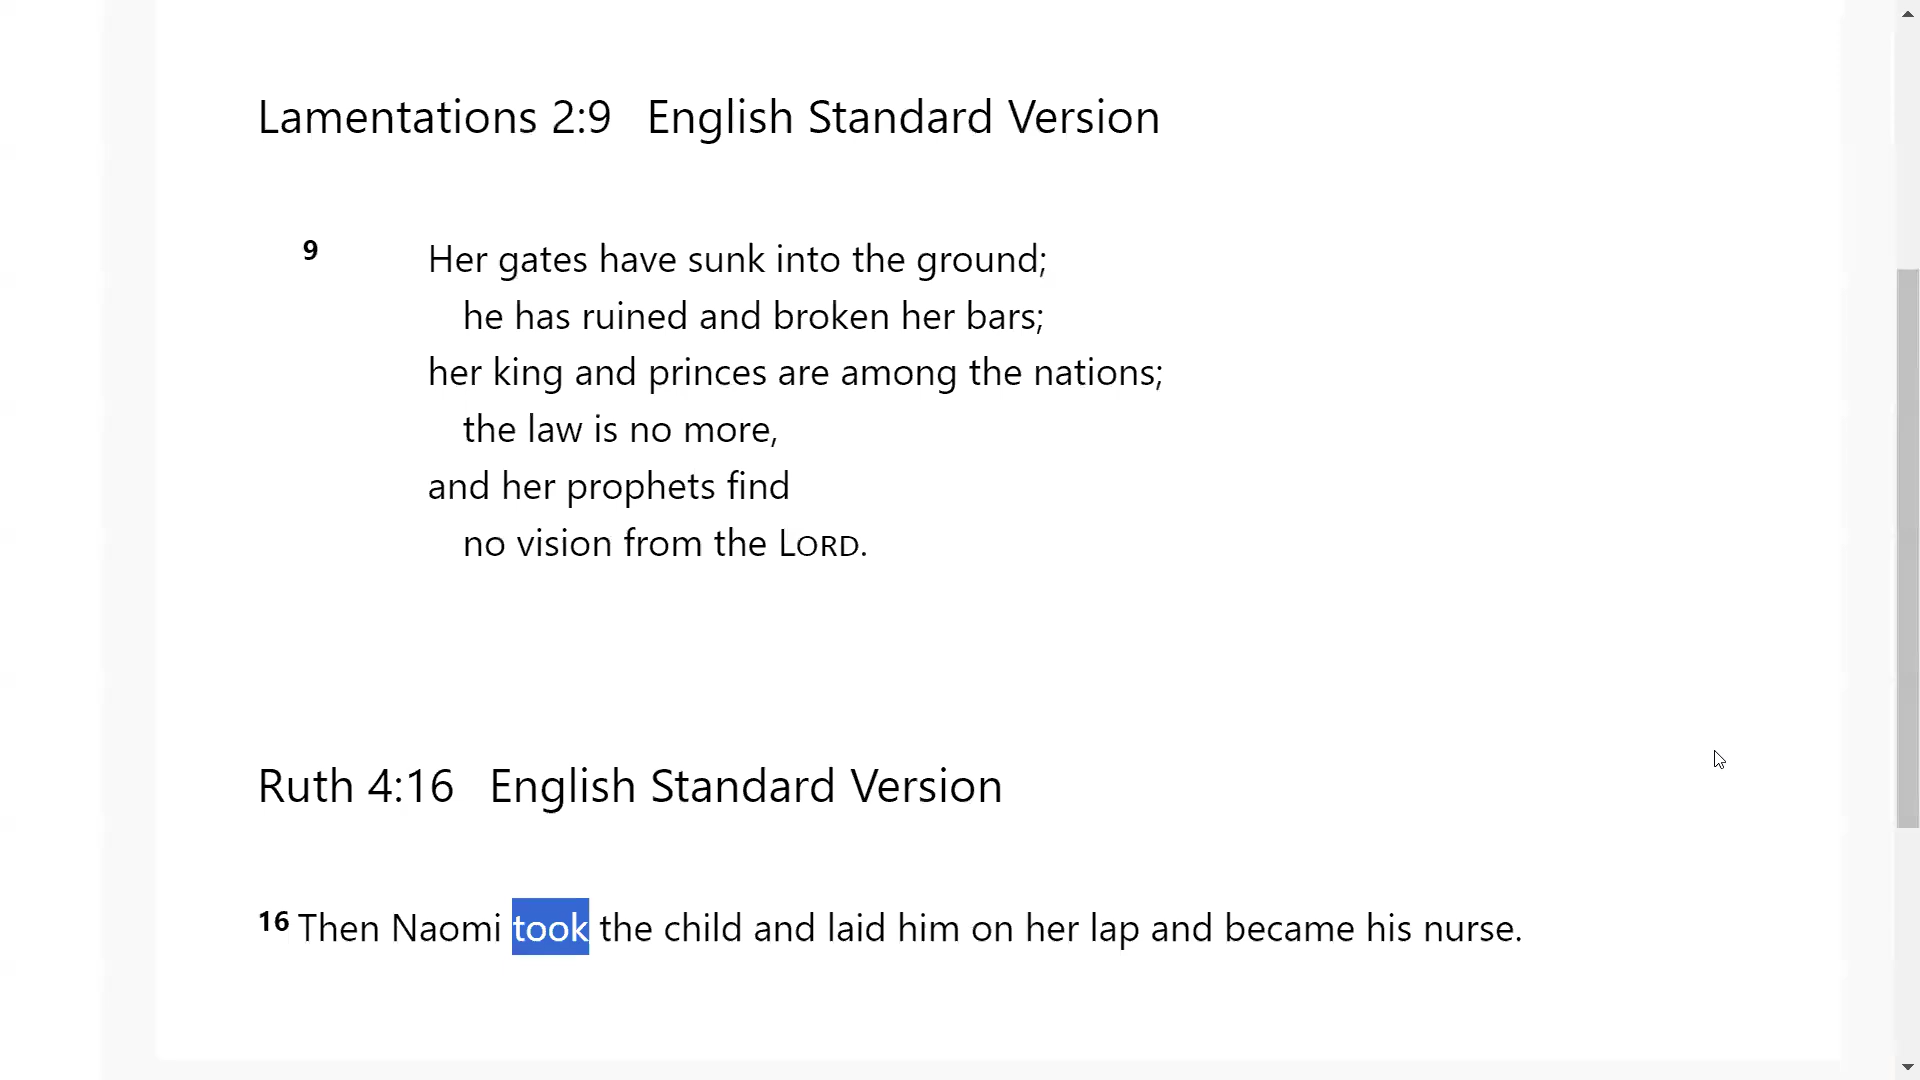 Lamentations 2:9 English Standard Version
9 Her gates have sunk into the ground;
he has ruined and broken her bars;
her king and princes are among the nations;
the law is no more,
and her prophets find
no vision from the LORD.
Ruth 4:16 English Standard Version
16 Then Naomi took the child and laid him on her lap and became his nurse.